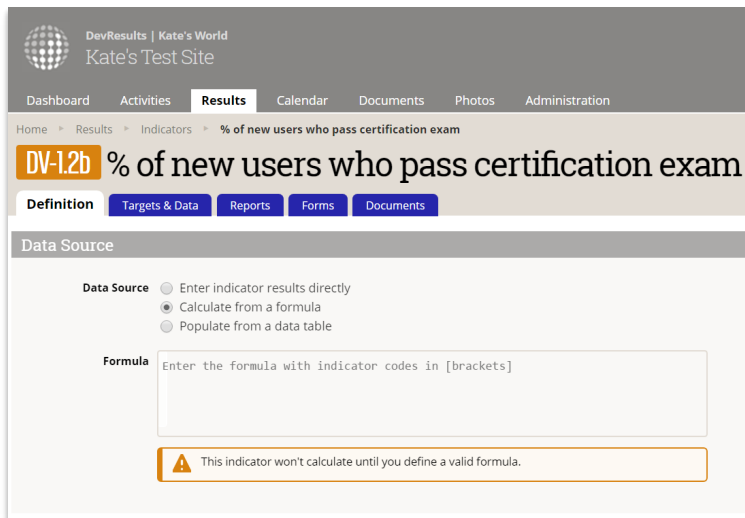 DevResults | Kate's World
Kate's Test Site
Dashboard Activities Results Calendar Documents Photos Administration
Home Results Indicators % of new users who pass certification exam
DV-1.2b % of new users who pass certification exam
Definition Targets & Data Reports Forms Documents
Data Source
Data Source Enter indicator results directly
Calculate from a formula
Populate from a data table
Formula Enter the formula with indicator codes in [brackets]
This indicator won't calculate until you define a valid formula.